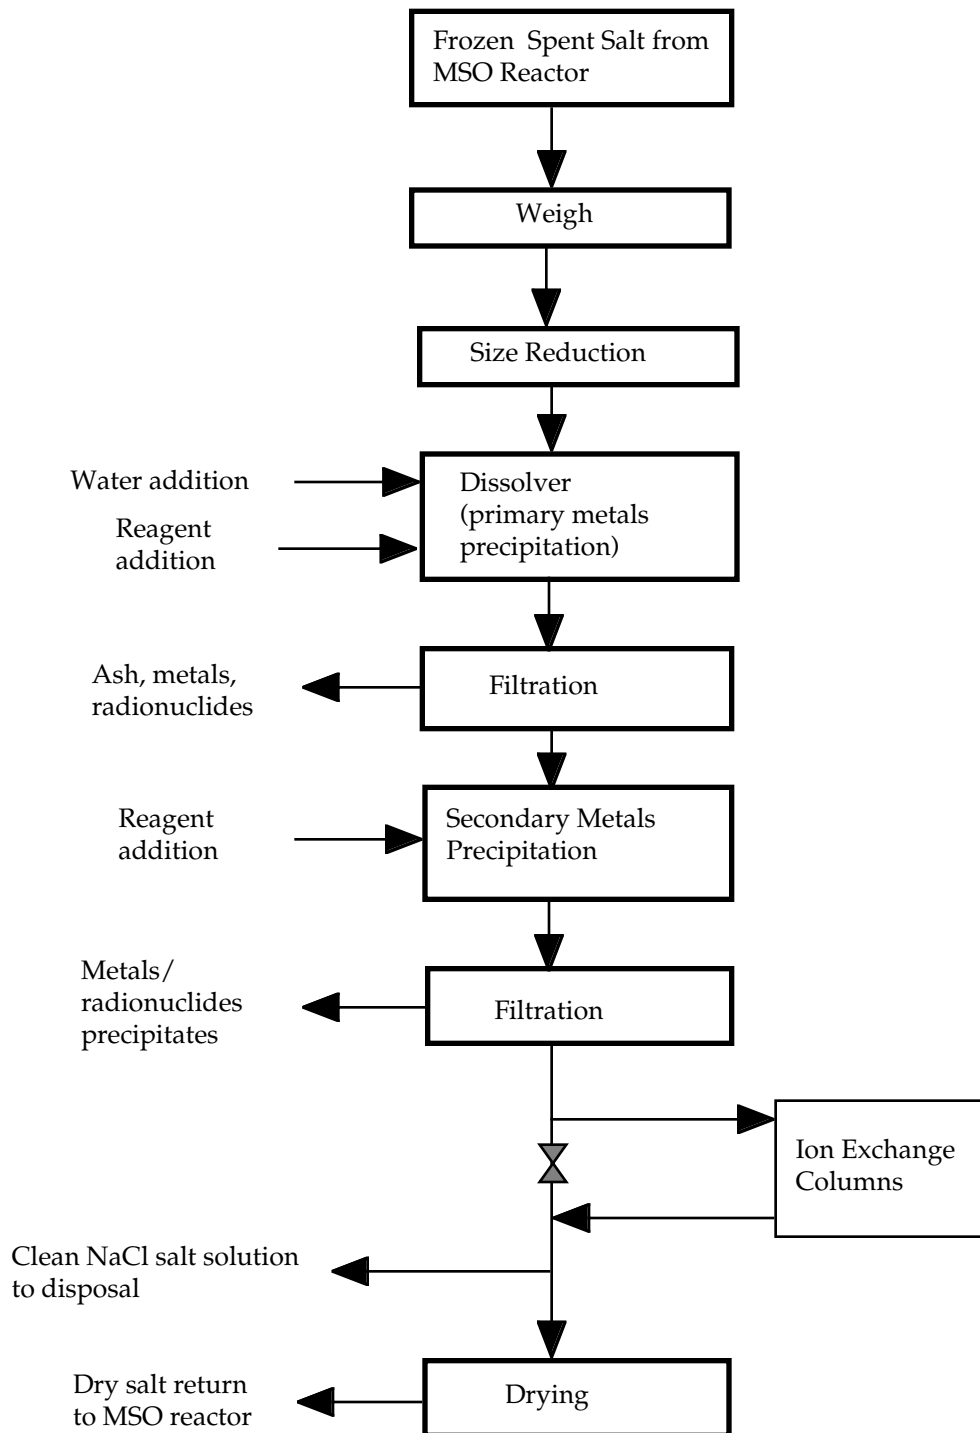 Frozen Spent Salt from
MSO Reactor
Weigh
Size Reduction
Water addition
Reagent
addition
Dissolver
(primary metals
precipitation)
Ash, metals,
radionuclides
Filtration
Reagent
addition
Secondary Metals
Precipitation
Metals/
radionuclides
precipitates
Filtration
Ion Exchange
Columns
Clean NaCl salt solution
to disposal
Dry salt return
to MSO reactor
Drying